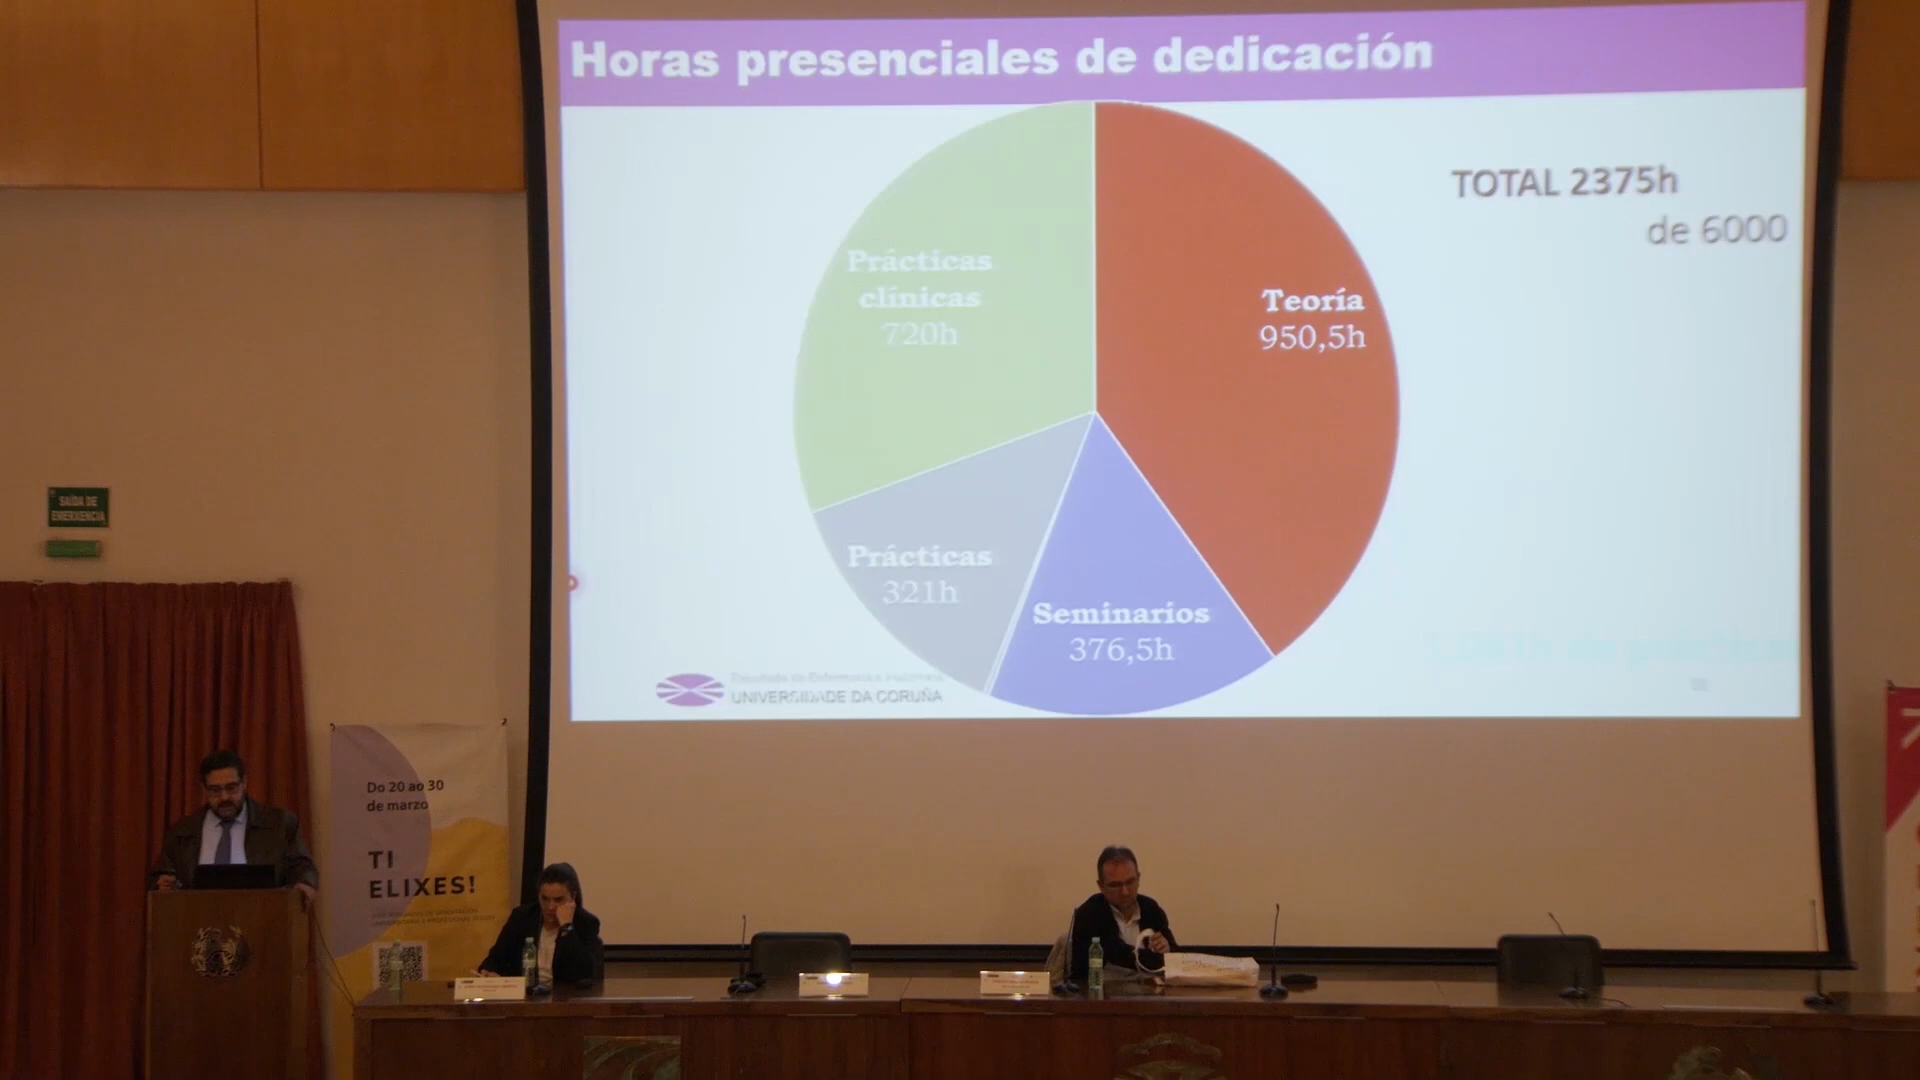 Horas presenciales de dedicación
TOTAL 2375h
de 6000
Prácticas
clínicas
720h
Teoría
950,5h
Prácticas
321h
Seminarios
376,5h
UNIVERSIDADE DA CORUÑA
SAÍDA DE
EMERXENCIA
Do 20 ao 30
de marzo
TI
ELIXES!